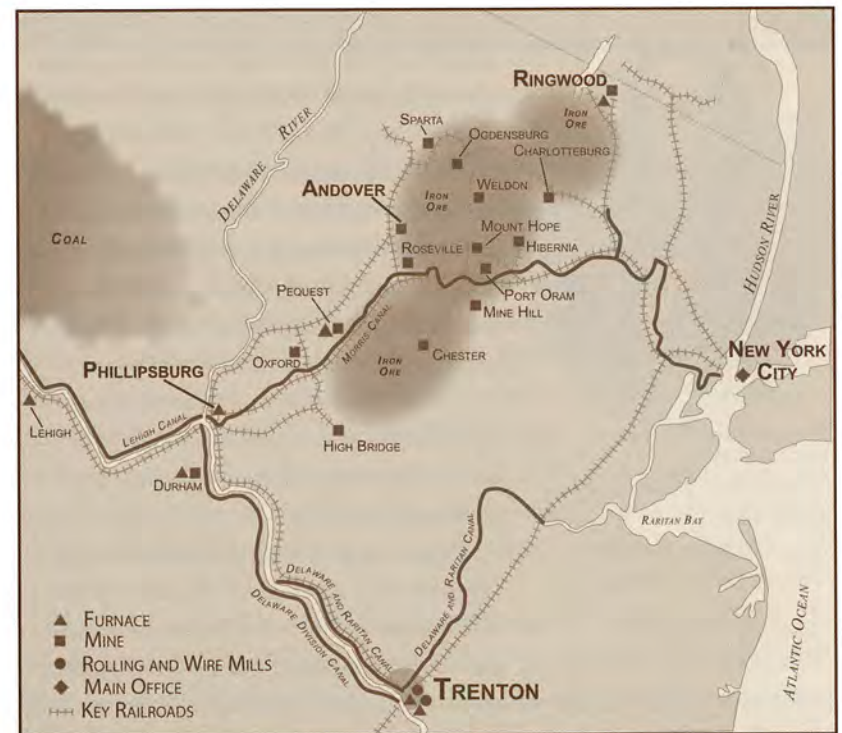 RINGWOOD
IRON
ORE
SPARTA
OGDENSBURG
CHARLOTTEBURG
DELAWARE RIVER
ANDOVER
IRON
ORE
WELDON
COAL
MOUNT HOPE
HIBERNIA
ROSEVILLE
HUDSON RIVER
PORT ORAM
PEQUEST
MINE HILL
MORRIS CANAL
OXFORD
IRON
ORE
CHESTER
NEW YORK
CITY
PHILLIPSBURG
LEHIGH
LEHIGH CANAL
HIGH BRIDGE
DURHAM
RARITAN BAY
DELAWARE AND RARITAN CANAL
DELAWARE DIVISION CANAL
DELAWARE AND RARITAN CANAL
ATLANTIC OCEAN
FURNACE
MINE
ROLLING AND WIRE MILLS
MAIN OFFICE
KEY RAILROADS
TRENTON